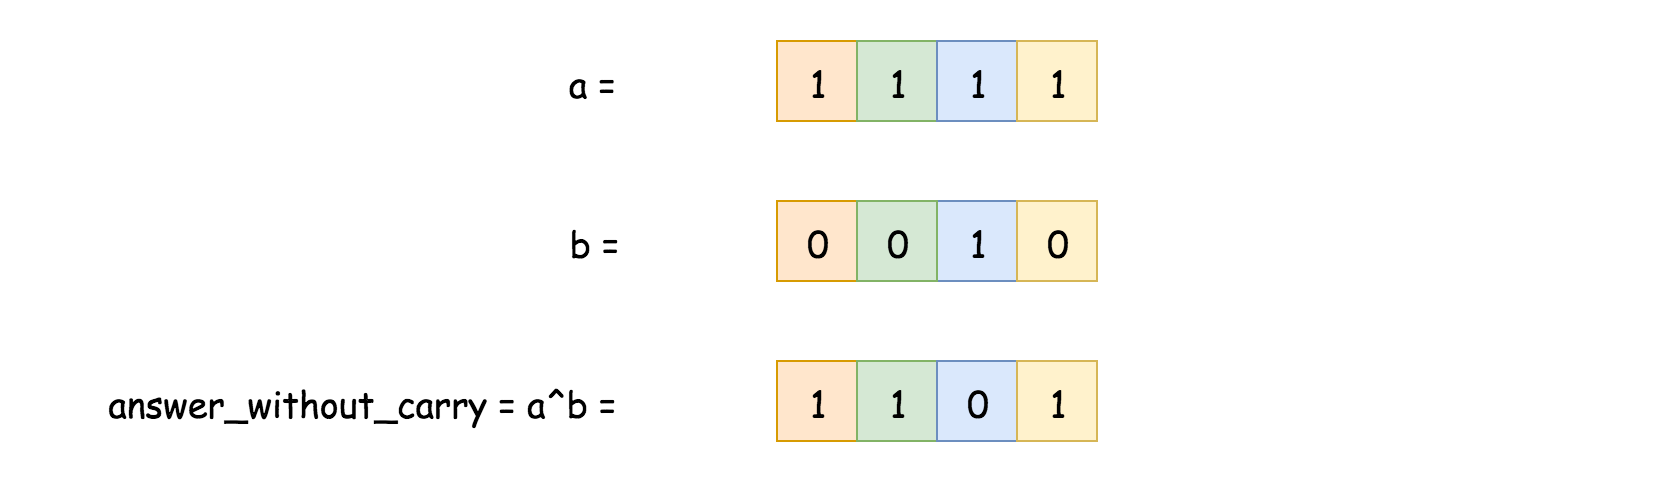 a = 1 1 1 1
b = 0 0 1 0
answer_without_carry = a^b = 1 1 0 1